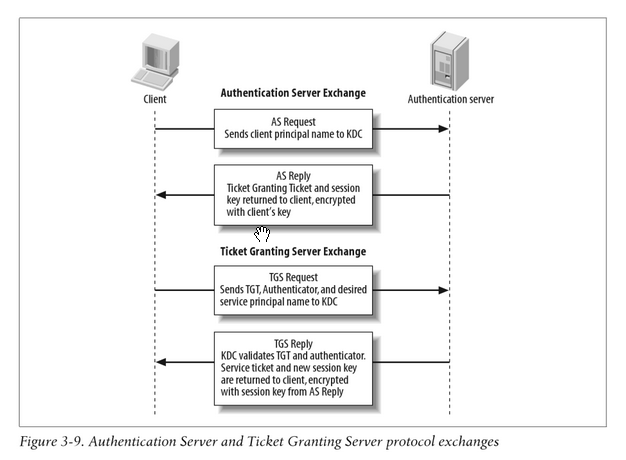 Client
Authentication server
Authentication Server Exchange
AS Request
Sends client principal name to KDC
AS Reply
Ticket Granting Ticket and session
key returned to client, encrypted
with client's key
Ticket Granting Server Exchange
TGS Request
Sends TGT, Authenticator, and desired
service principal name to KDC
TGS Reply
KDC validates TGT and authenticator.
Service ticket and new session key
are returned to client, encrypted
with session key from AS Reply
Figure 3-9. Authentication Server and Ticket Granting Server protocol exchanges